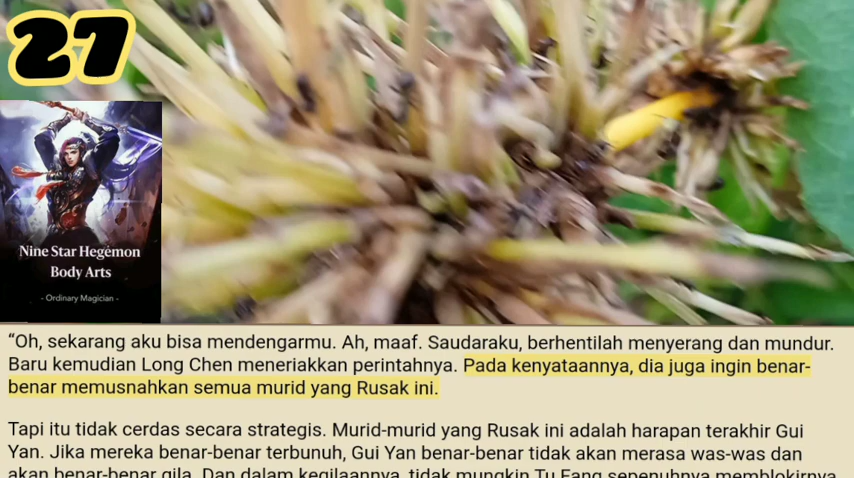 27
Nine Star Hegemon
Body Arts
- Ordinary Magician -
“Oh, sekarang aku bisa mendengarmu. Ah, maaf. Saudaraku, berhentilah menyerang dan mundur.
Baru kemudian Long Chen meneriakkan perintahnya. Pada kenyataannya, dia juga ingin benar-
benar memusnahkan semua murid yang Rusak ini.
Tapi itu tidak cerdas secara strategis. Murid-murid yang Rusak ini adalah harapan terakhir Gui
Yan. Jika mereka benar-benar terbunuh, Gui Yan benar-benar tidak akan merasa was-was dan
akan benar-benar gila. Dan dalam kegilaannya, tidak mungkin Tu Fang sepenuhnya memblokirnya